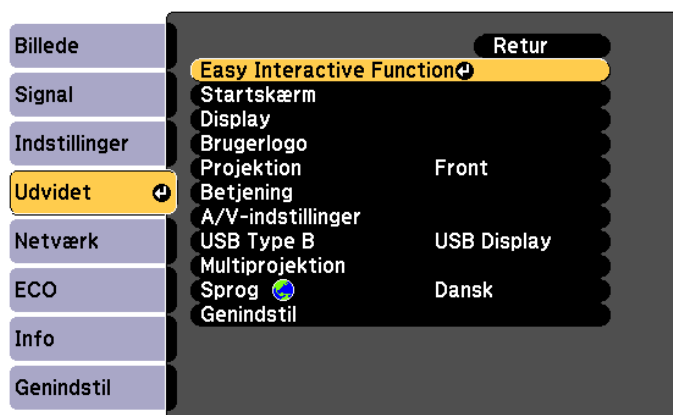 Billede
Signal
Indstillinger
Udvidet
Netværk
ECO
Info
Genindstil
Retur
Easy Interactive Function
Startskærm
Display
Brugerlogo
Projektion Front
Betjening
A/V-indstillinger
USB Type B USB Display
Multiprojektion
Sprog Dansk
Genindstil